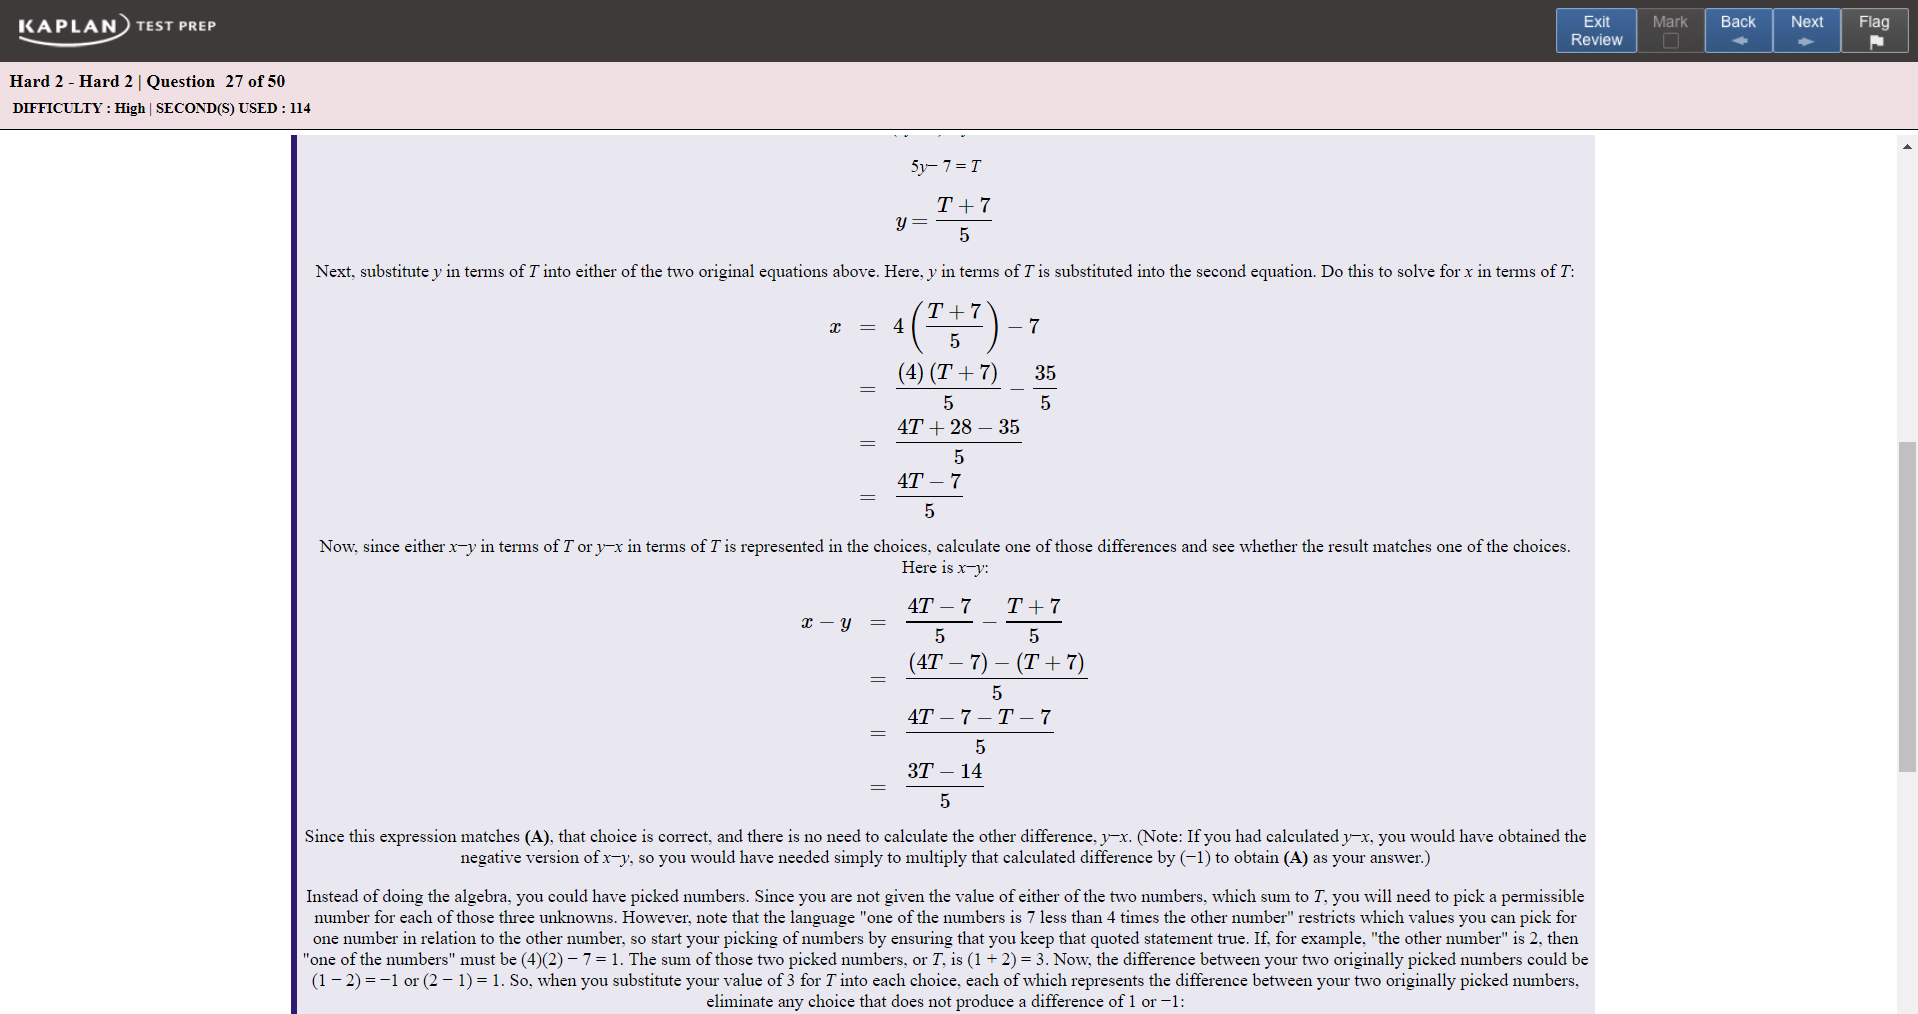 KAPLAN TEST PREP
Exit Review
Mark
Back
Next
Flag
Hard 2 - Hard 2 | Question 27 of 50
DIFFICULTY : High | SECOND(S) USED : 114
5y− 7 = T
y = (T + 7)/5
Next, substitute y in terms of T into either of the two original equations above. Here, y in terms of T is substituted into the second equation. Do this to solve for x in terms of T:
x = 4((T + 7)/5) − 7
= (4)(T + 7)/5 − 35/5
= (4T + 28 − 35)/5
= (4T − 7)/5
Now, since either x−y in terms of T or y−x in terms of T is represented in the choices, calculate one of those differences and see whether the result matches one of the choices.
Here is x−y:
x − y = (4T − 7)/5 − (T + 7)/5
= ((4T − 7) − (T + 7))/5
= (4T − 7 − T − 7)/5
= (3T − 14)/5
Since this expression matches (A), that choice is correct, and there is no need to calculate the other difference, y−x. (Note: If you had calculated y−x, you would have obtained the
negative version of x−y, so you would have needed simply to multiply that calculated difference by (−1) to obtain (A) as your answer.)
Instead of doing the algebra, you could have picked numbers. Since you are not given the value of either of the two numbers, which sum to T, you will need to pick a permissible
number for each of those three unknowns. However, note that the language "one of the numbers is 7 less than 4 times the other number" restricts which values you can pick for
one number in relation to the other number, so start your picking of numbers by ensuring that you keep that quoted statement true. If, for example, "the other number" is 2, then
"one of the numbers" must be (4)(2) − 7 = 1. The sum of those two picked numbers, or T, is (1 + 2) = 3. Now, the difference between your two originally picked numbers could be
(1 − 2) = −1 or (2 − 1) = 1. So, when you substitute your value of 3 for T into each choice, each of which represents the difference between your two originally picked numbers,
eliminate any choice that does not produce a difference of 1 or −1: